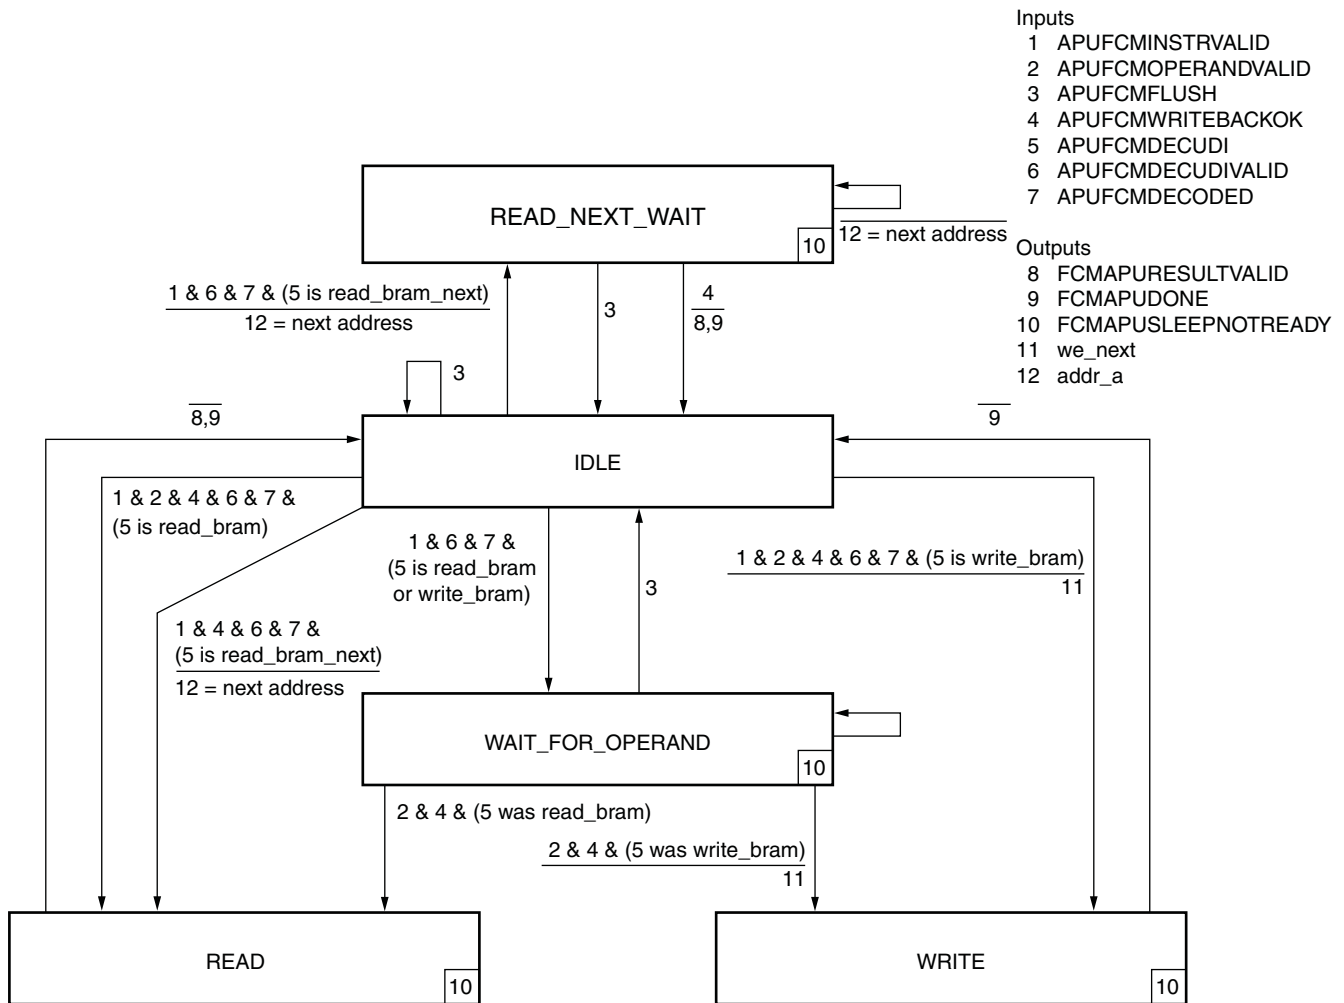 Inputs
1 APUFCMINSTRVALID
2 APUFCMOPERANDVALID
3 APUFCMFLUSH
4 APUFCMWRITEBACKOK
5 APUFCMDECUDI
6 APUFCMDECUDIVALID
7 APUFCMDECODED
Outputs
8 FCMAPURESULTVALID
9 FCMAPUDONE
10 FCMAPUSLEEPNOTREADY
11 we_next
12 addr_a
READ_NEXT_WAIT
10
12 = next address
1 & 6 & 7 & (5 is read_bram_next)
12 = next address
3
4
8,9
3
8,9
9
IDLE
1 & 2 & 4 & 6 & 7 &
(5 is read_bram)
1 & 6 & 7 &
(5 is read_bram
or write_bram)
3
1 & 2 & 4 & 6 & 7 & (5 is write_bram)
11
1 & 4 & 6 & 7 &
(5 is read_bram_next)
12 = next address
WAIT_FOR_OPERAND
10
2 & 4 & (5 was read_bram)
2 & 4 & (5 was write_bram)
11
READ
10
WRITE
10